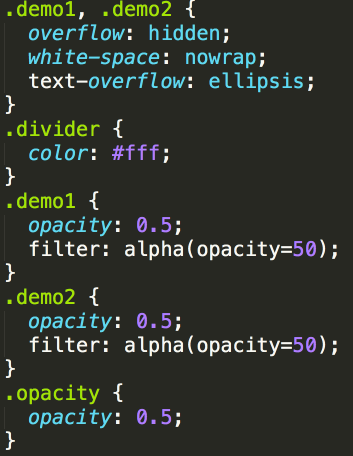 .demo1, .demo2 {
  overflow: hidden;
  white-space: nowrap;
  text-overflow: ellipsis;
}
.divider {
  color: #fff;
}
.demo1 {
  opacity: 0.5;
  filter: alpha(opacity=50);
}
.demo2 {
  opacity: 0.5;
  filter: alpha(opacity=50);
}
.opacity {
  opacity: 0.5;
}